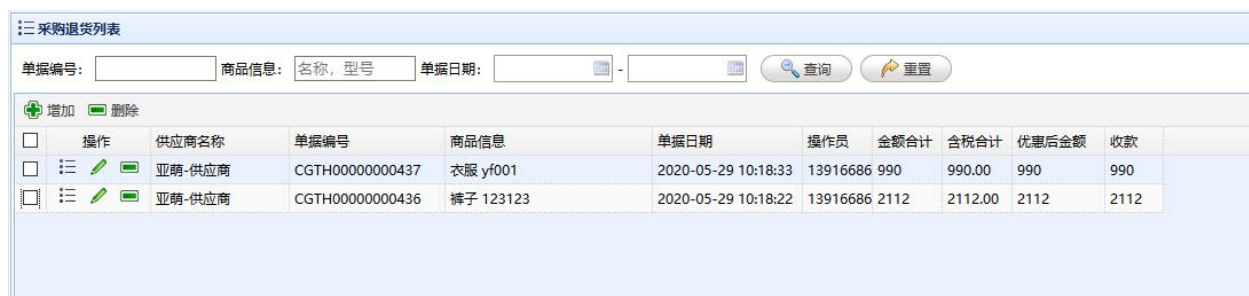 采购退货列表
单据编号: 商品信息: 名称, 型号 单据日期: - 查询 重置
增加 删除
操作 供应商名称 单据编号 商品信息 单据日期 操作员 金额合计 含税合计 优惠后金额 收款
亚萌-供应商 CGTH00000000437 衣服 yf001 2020-05-29 10:18:33 13916686 990 990.00 990 990
亚萌-供应商 CGTH00000000436 裤子 123123 2020-05-29 10:18:22 13916686 2112 2112.00 2112 2112